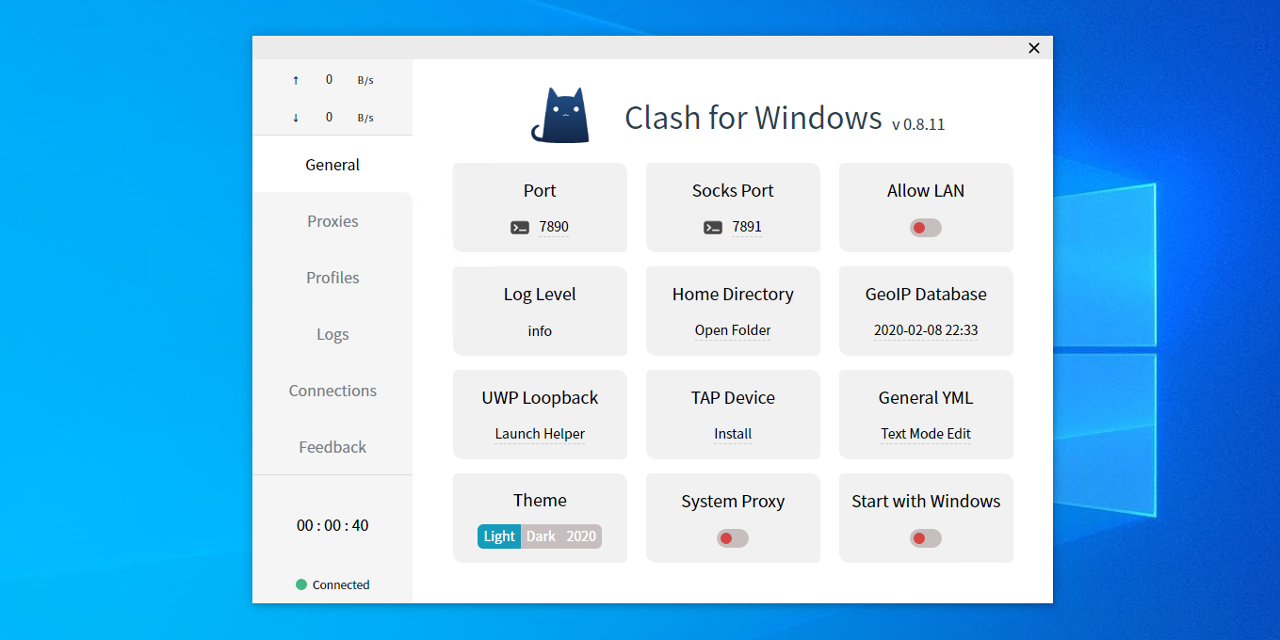 ↑ 0 B/s
↓ 0 B/s
General
Proxies
Profiles
Logs
Connections
Feedback
00 : 00 : 40
Connected
Clash for Windows v 0.8.11
Port
7890
Socks Port
7891
Allow LAN
Log Level
info
Home Directory
Open Folder
GeoIP Database
2020-02-08 22:33
UWP Loopback
Launch Helper
TAP Device
Install
General YML
Text Mode Edit
Theme
Light Dark 2020
System Proxy
Start with Windows